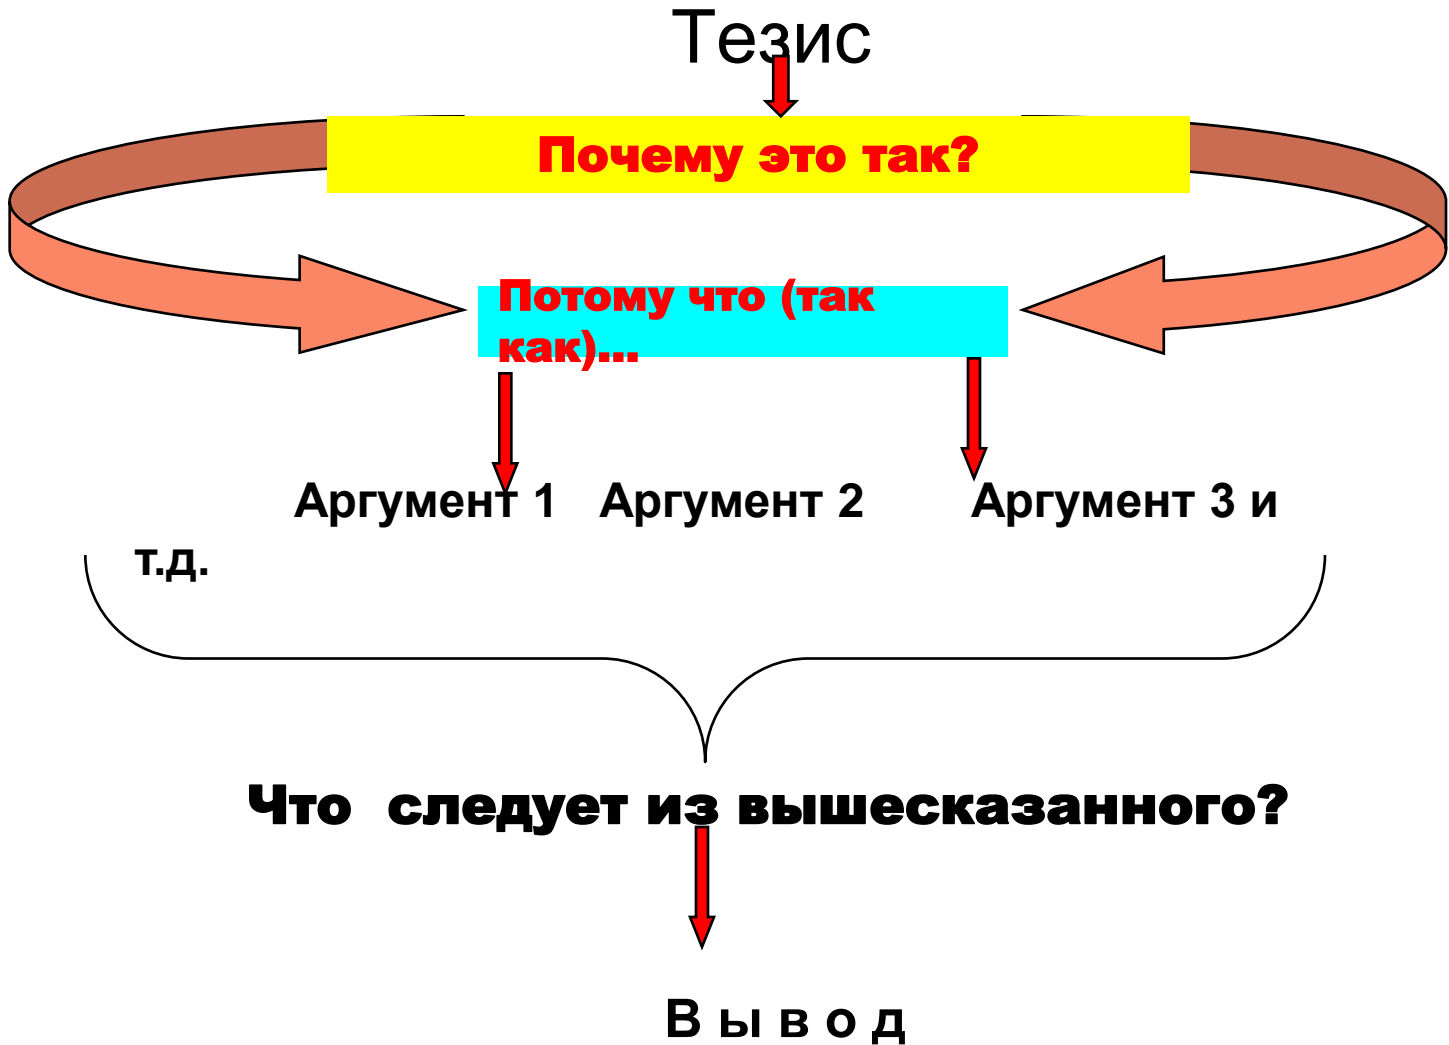 Тезис
Почему это так?
Потому что (так
как)...
Аргумент 1 Аргумент 2 Аргумент 3 и
т.д.
Что следует из вышесказанного?
В ы в о д